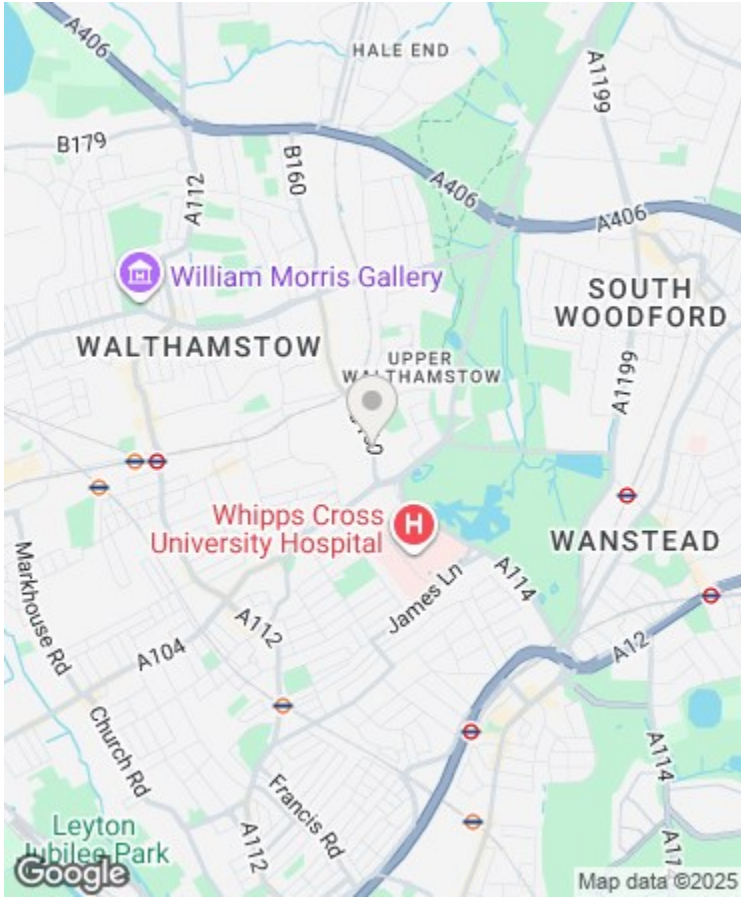 A406
HALE END
A1199
B179
B160
A112
A406
A406
William Morris Gallery
SOUTH
WOODFORD
WALTHAMSTOW
UPPER
WALTHAMSTOW
A1199
Whipps Cross
University Hospital
H
WANSTEAD
Markhouse Rd
A114
James Ln
A112
A104
A12
Church Rd
A114
Francis Rd
Leyton
Jubilee Park
A112
Google
Map data ©2025